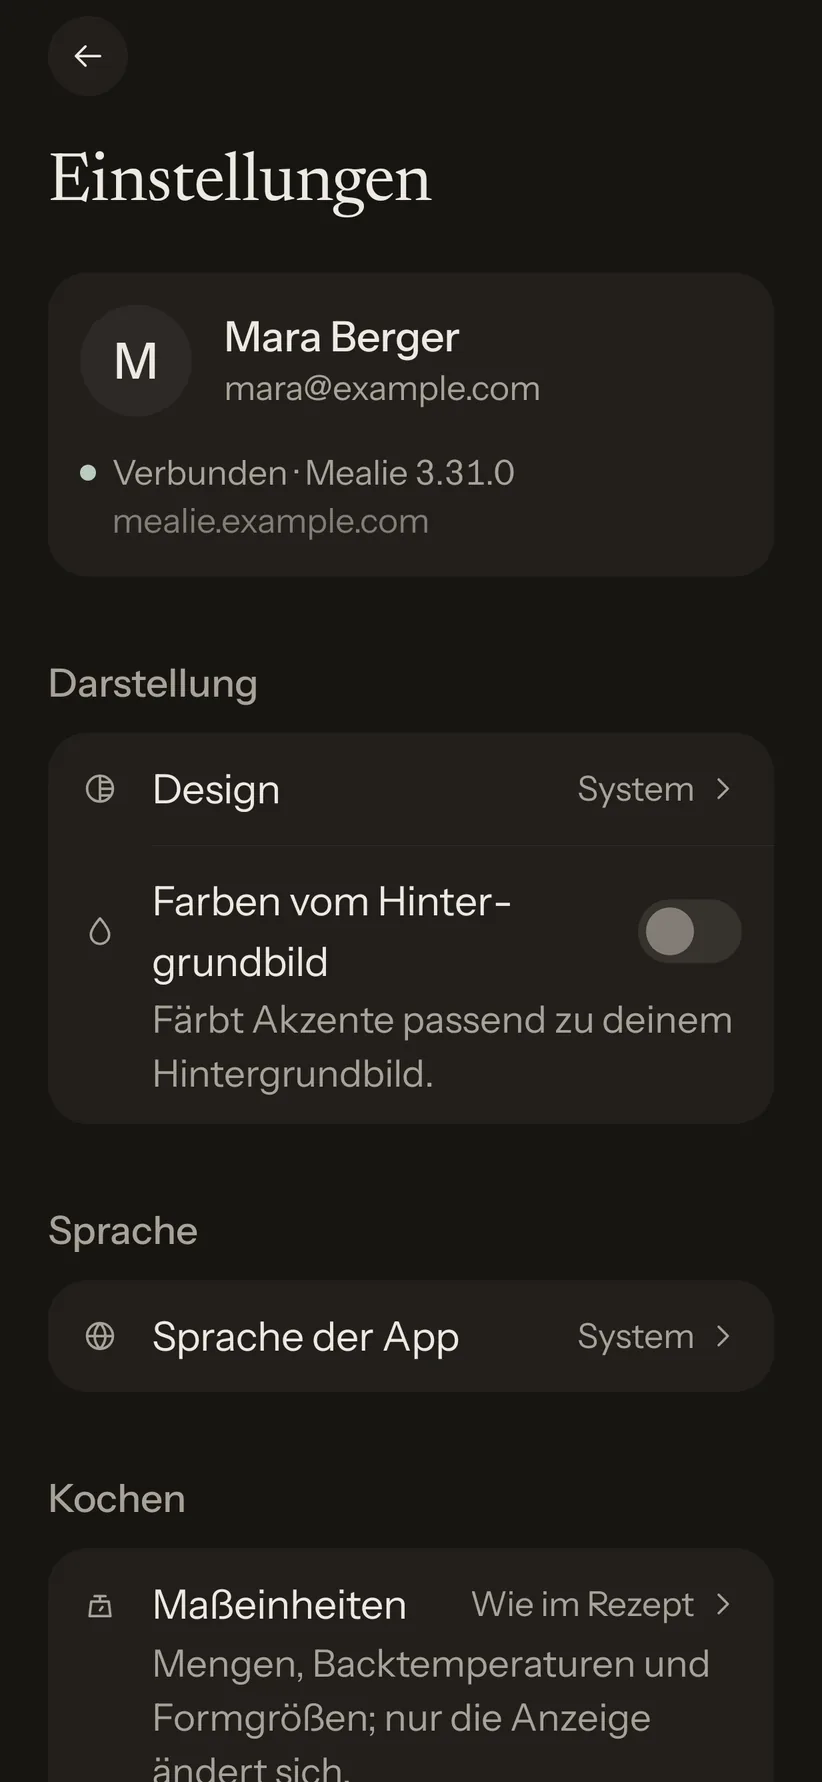 Einstellungen
M
Mara Berger
mara@example.com
Verbunden · Mealie 3.31.0
mealie.example.com
Darstellung
Design System
Farben vom Hinter-
grundbild
Färbt Akzente passend zu deinem
Hintergrundbild.
Sprache
Sprache der App System
Kochen
Maßeinheiten Wie im Rezept
Mengen, Backtemperaturen und
Formgrößen; nur die Anzeige
ändert sich.